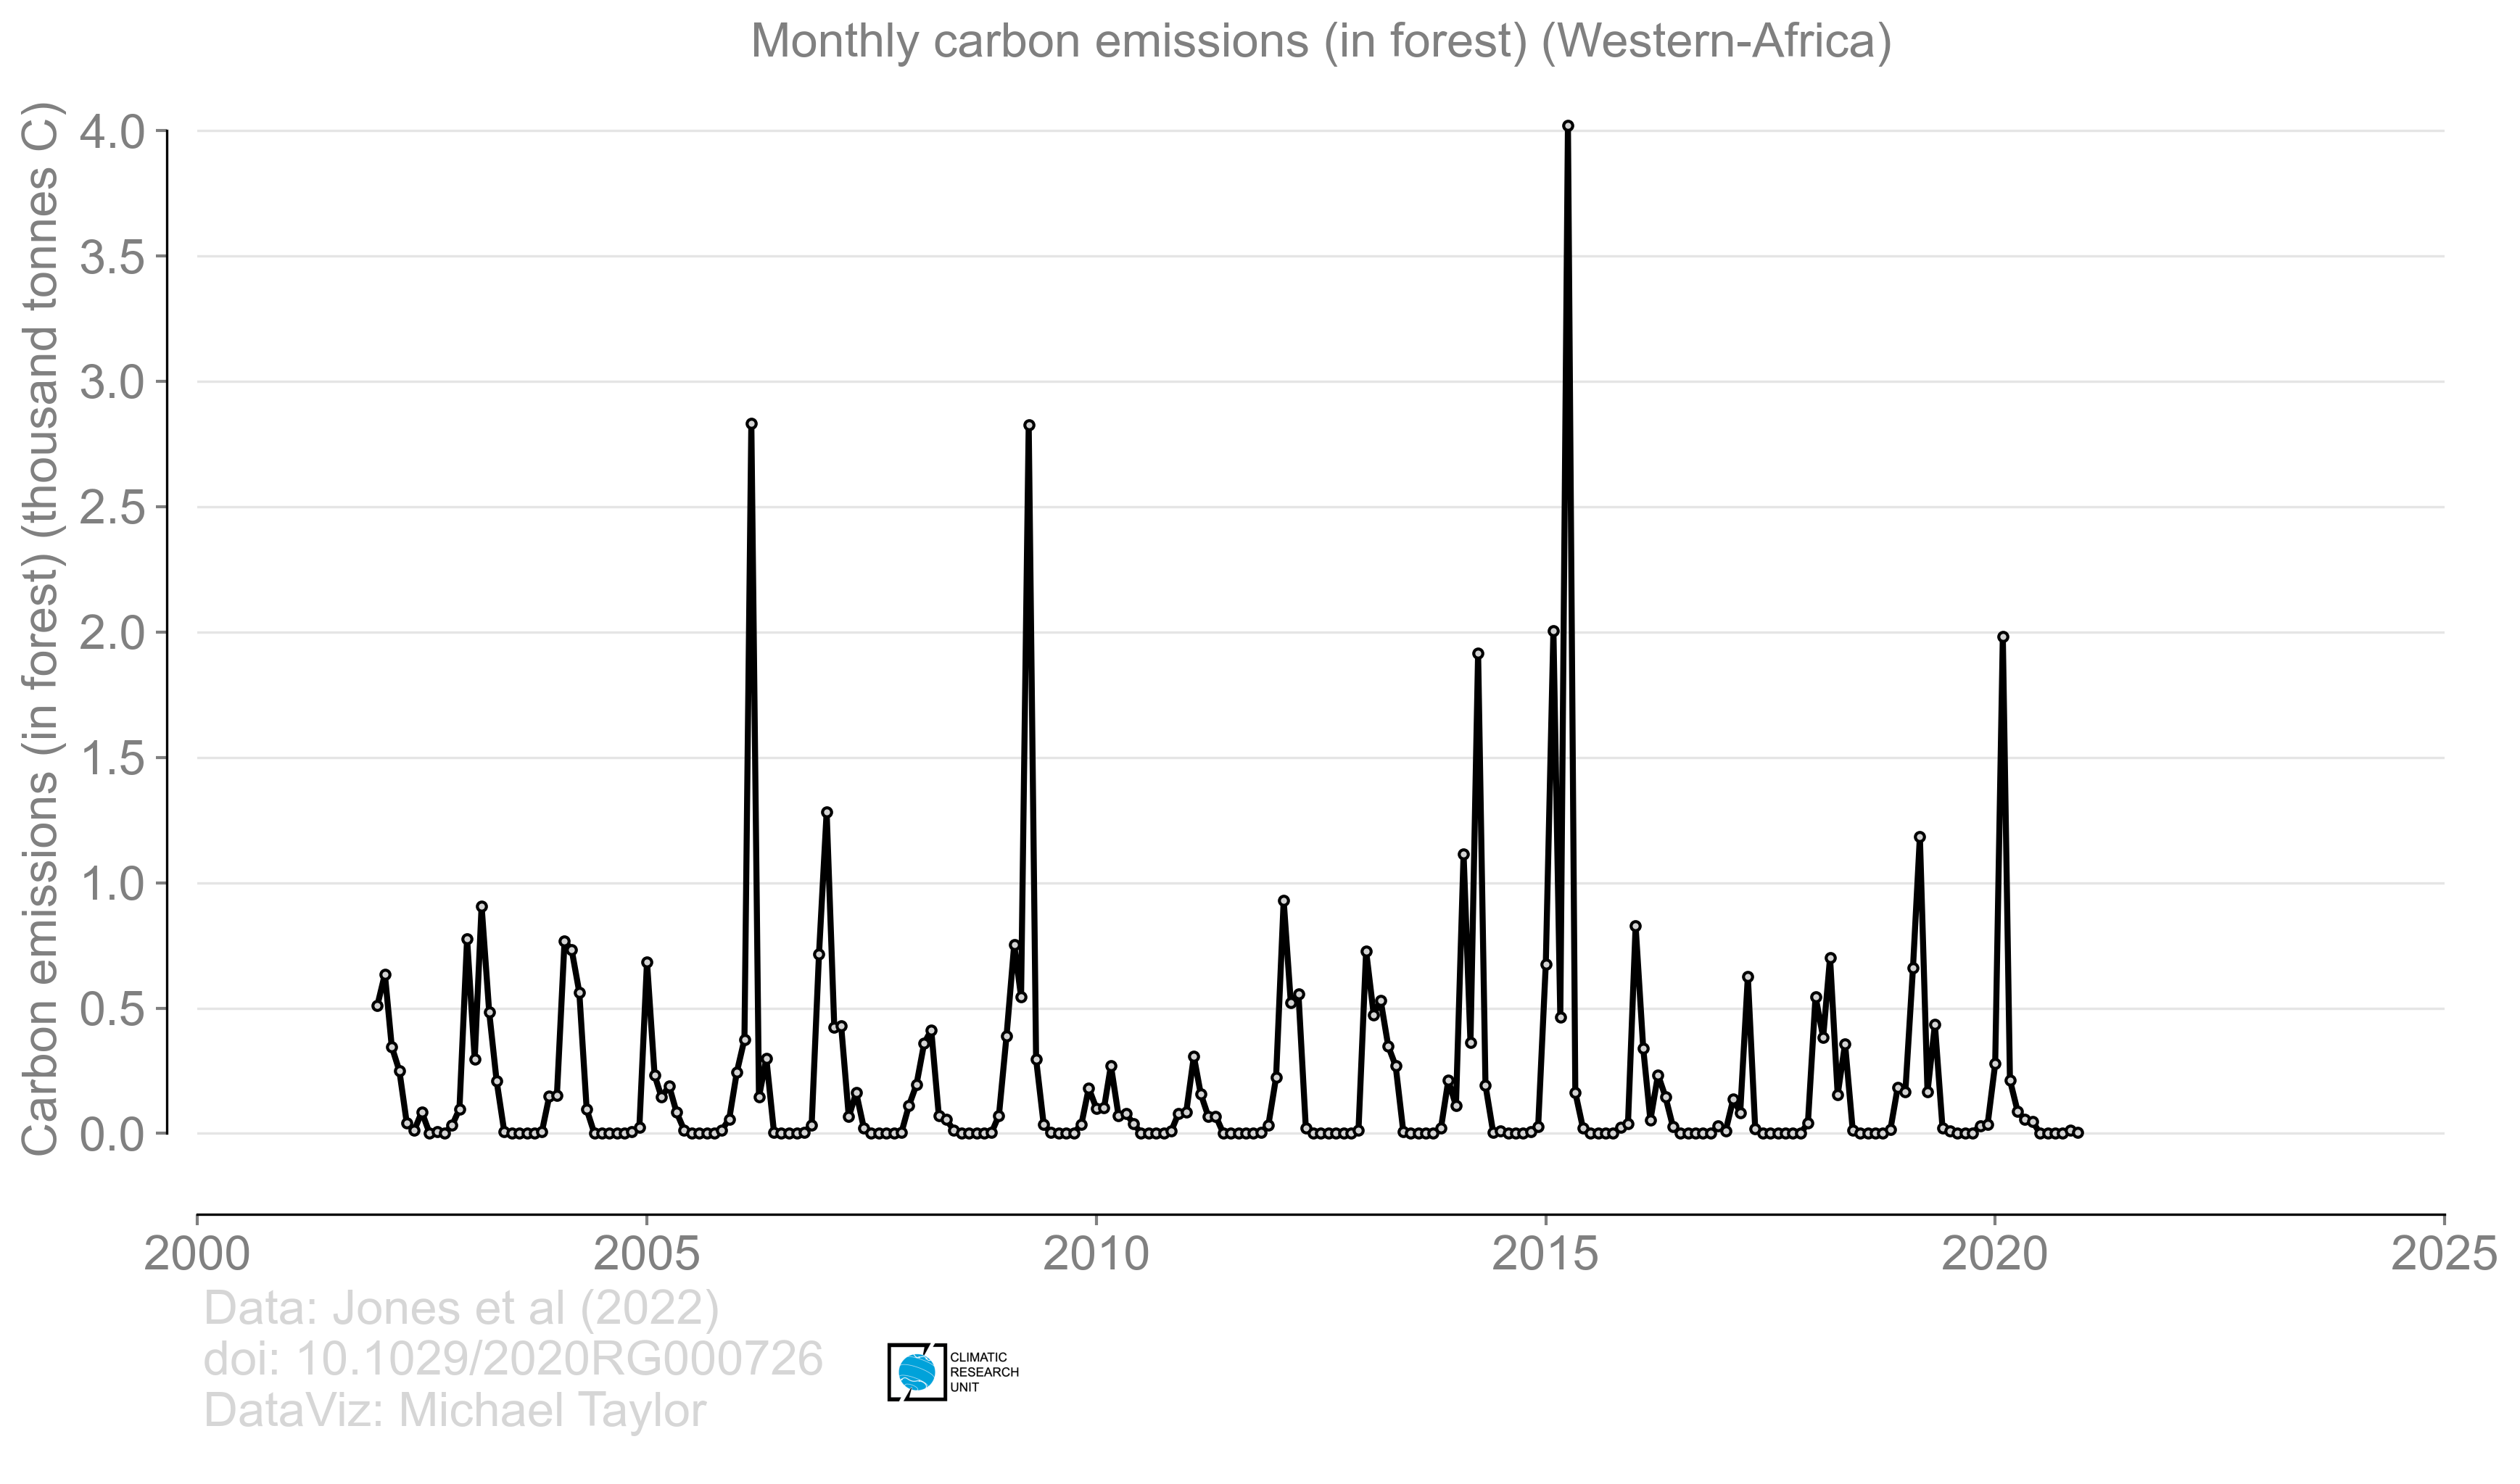 Monthly carbon emissions (in forest) (Western-Africa)
Carbon emissions (in forest) (thousand tonnes C)
4.0
3.5
3.0
2.5
2.0
1.5
1.0
0.5
0.0
2000
2005
2010
2015
2020
2025
Data: Jones et al (2022)
doi: 10.1029/2020RG000726
DataViz: Michael Taylor
CLIMATIC
RESEARCH
UNIT